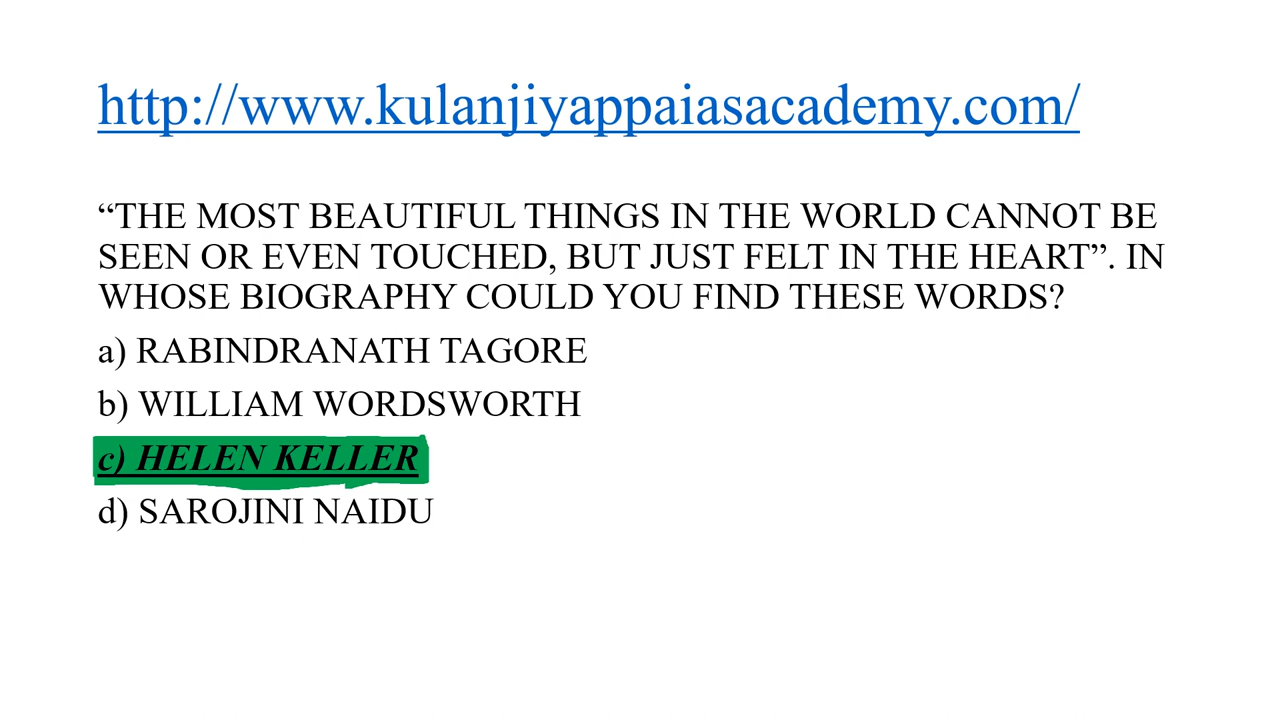 http://www.kulanjiyappaiasacademy.com/
“THE MOST BEAUTIFUL THINGS IN THE WORLD CANNOT BE
SEEN OR EVEN TOUCHED, BUT JUST FELT IN THE HEART”. IN
WHOSE BIOGRAPHY COULD YOU FIND THESE WORDS?
a) RABINDRANATH TAGORE
b) WILLIAM WORDSWORTH
c) HELEN KELLER
d) SAROJINI NAIDU